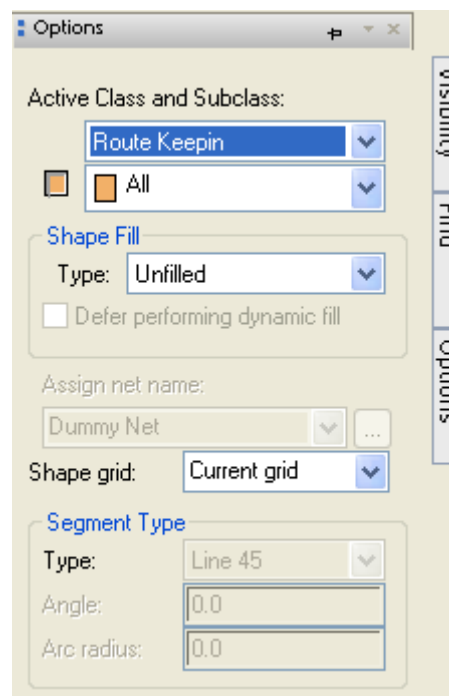 Options
Active Class and Subclass:
Route Keepin
All
Shape Fill
Type: Unfilled
Defer performing dynamic fill
Assign net name:
Dummy Net ...
Shape grid: Current grid
Segment Type
Type: Line 45
Angle: 0.0
Arc radius: 0.0
Visibility
Find
Options